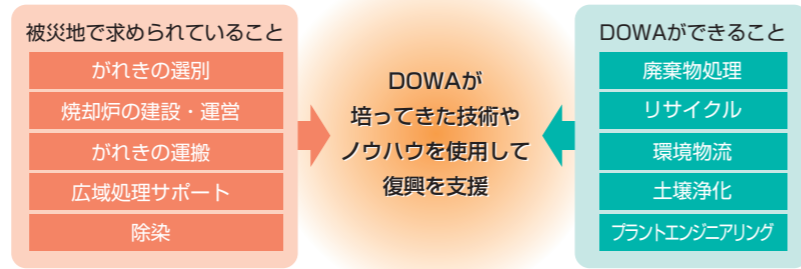 被災地で求められていること
がれきの選別
焼却炉の建設・運営
がれきの運搬
広域処理サポート
除染
DOWAが
培ってきた技術や
ノウハウを使用して
復興を支援
DOWAができること
廃棄物処理
リサイクル
環境物流
土壌浄化
プラントエンジニアリング